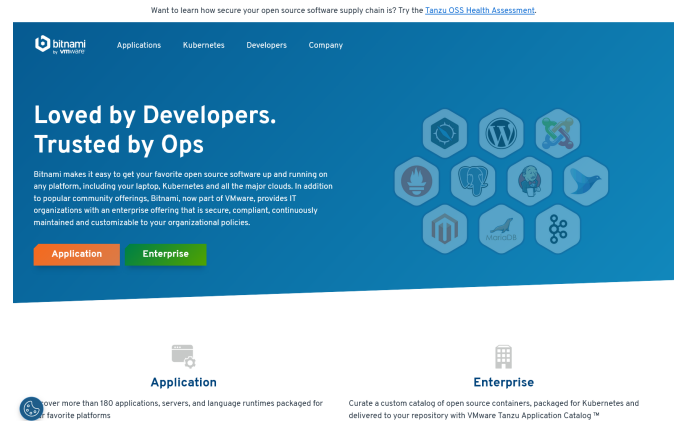 Want to learn how secure your open source software supply chain is? Try the Tanzu OSS Health Assessment.
bitnami
by vmware
Applications Kubernetes Developers Company
Loved by Developers.
Trusted by Ops
Bitnami makes it easy to get your favorite open source software up and running on
any platform, including your laptop, Kubernetes and all the major clouds. In addition
to popular community offerings, Bitnami, now part of VMware, provides IT
organizations with an enterprise offering that is secure, compliant, continuously
maintained and customizable to your organizational policies.
MariaDB
Application Enterprise
Application
cover more than 180 applications, servers, and language runtimes packaged for
favorite platforms
Enterprise
Curate a custom catalog of open source containers, packaged for Kubernetes and
delivered to your repository with VMware Tanzu Application Catalog ™